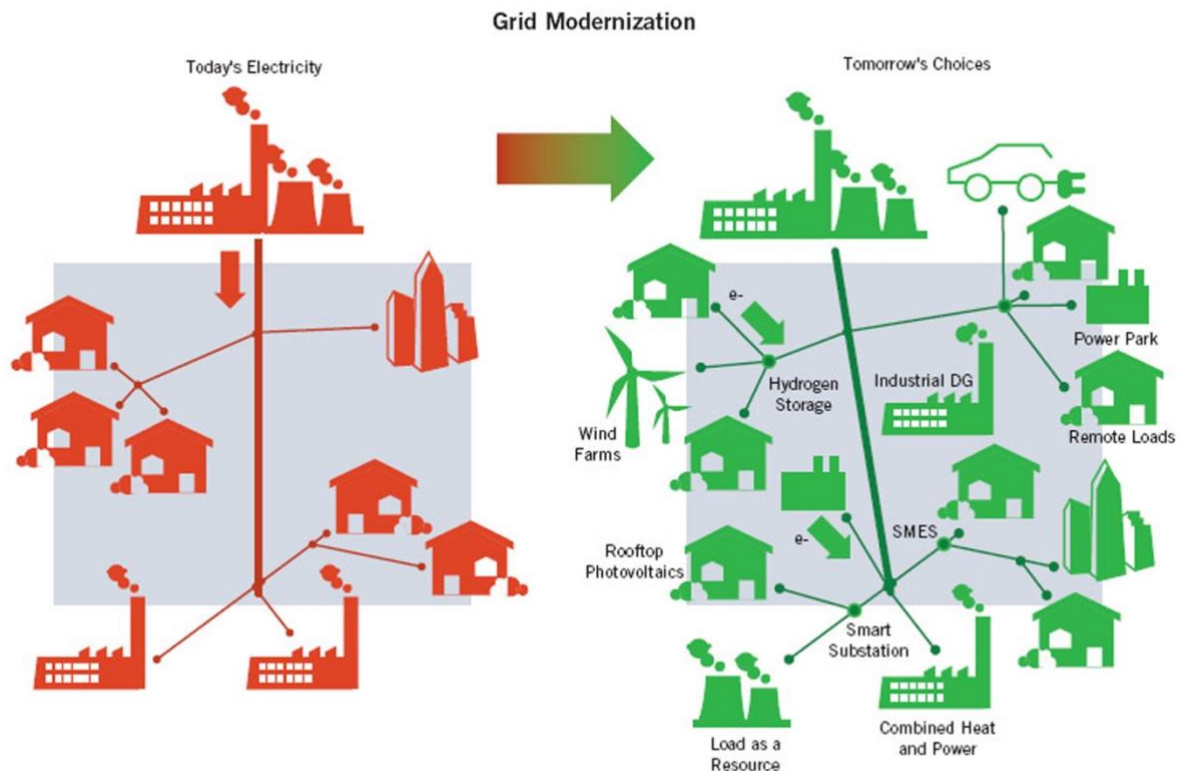 Grid Modernization
Today's Electricity
Tomorrow's Choices
e-
Power Park
Hydrogen
Storage
Industrial DG
Wind
Farms
Remote Loads
SMES
e-
Rooftop
Photovoltaics
Smart
Substation
Load as a
Resource
Combined Heat
and Power